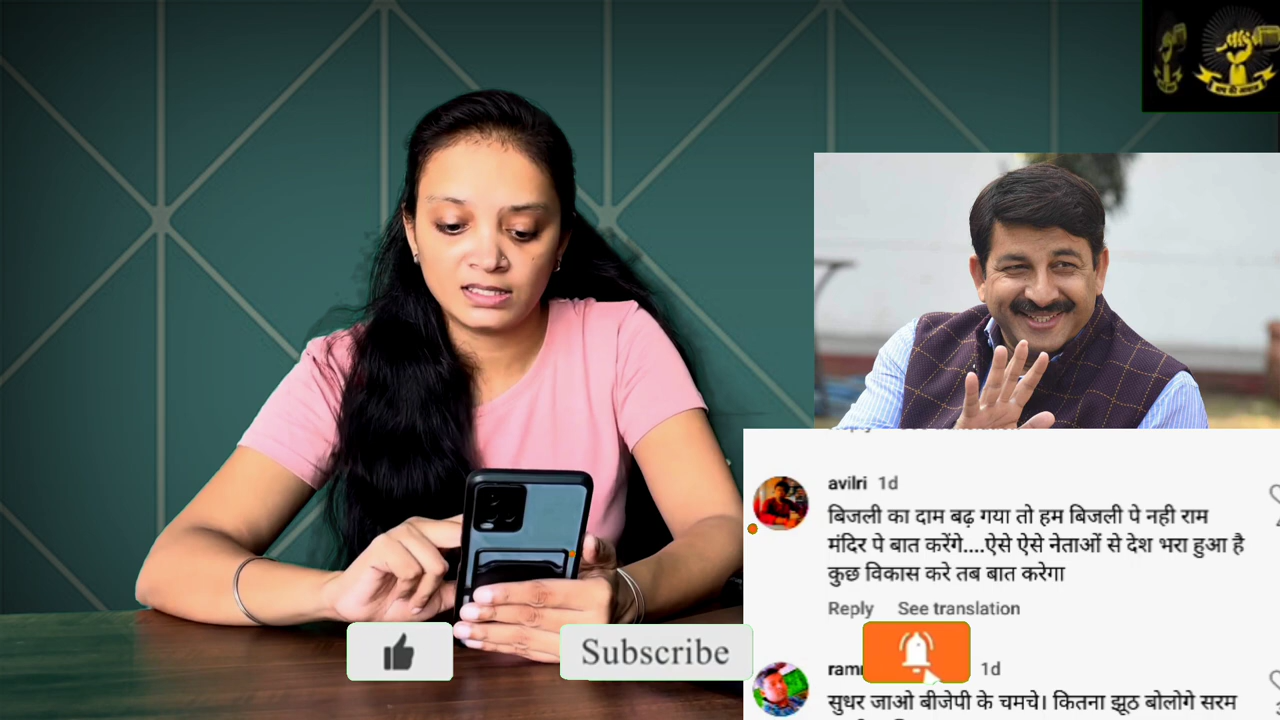 avilri 1d
बिजली का दाम बढ़ गया तो हम बिजली पे नही राम
मंदिर पे बात करेंगे....ऐसे ऐसे नेताओं से देश भरा हुआ है
कुछ विकास करे तब बात करेगा
Reply See translation
Subscribe
1d
सुधर जाओ बीजेपी के चमचे। कितना झूठ बोलोगे सरम